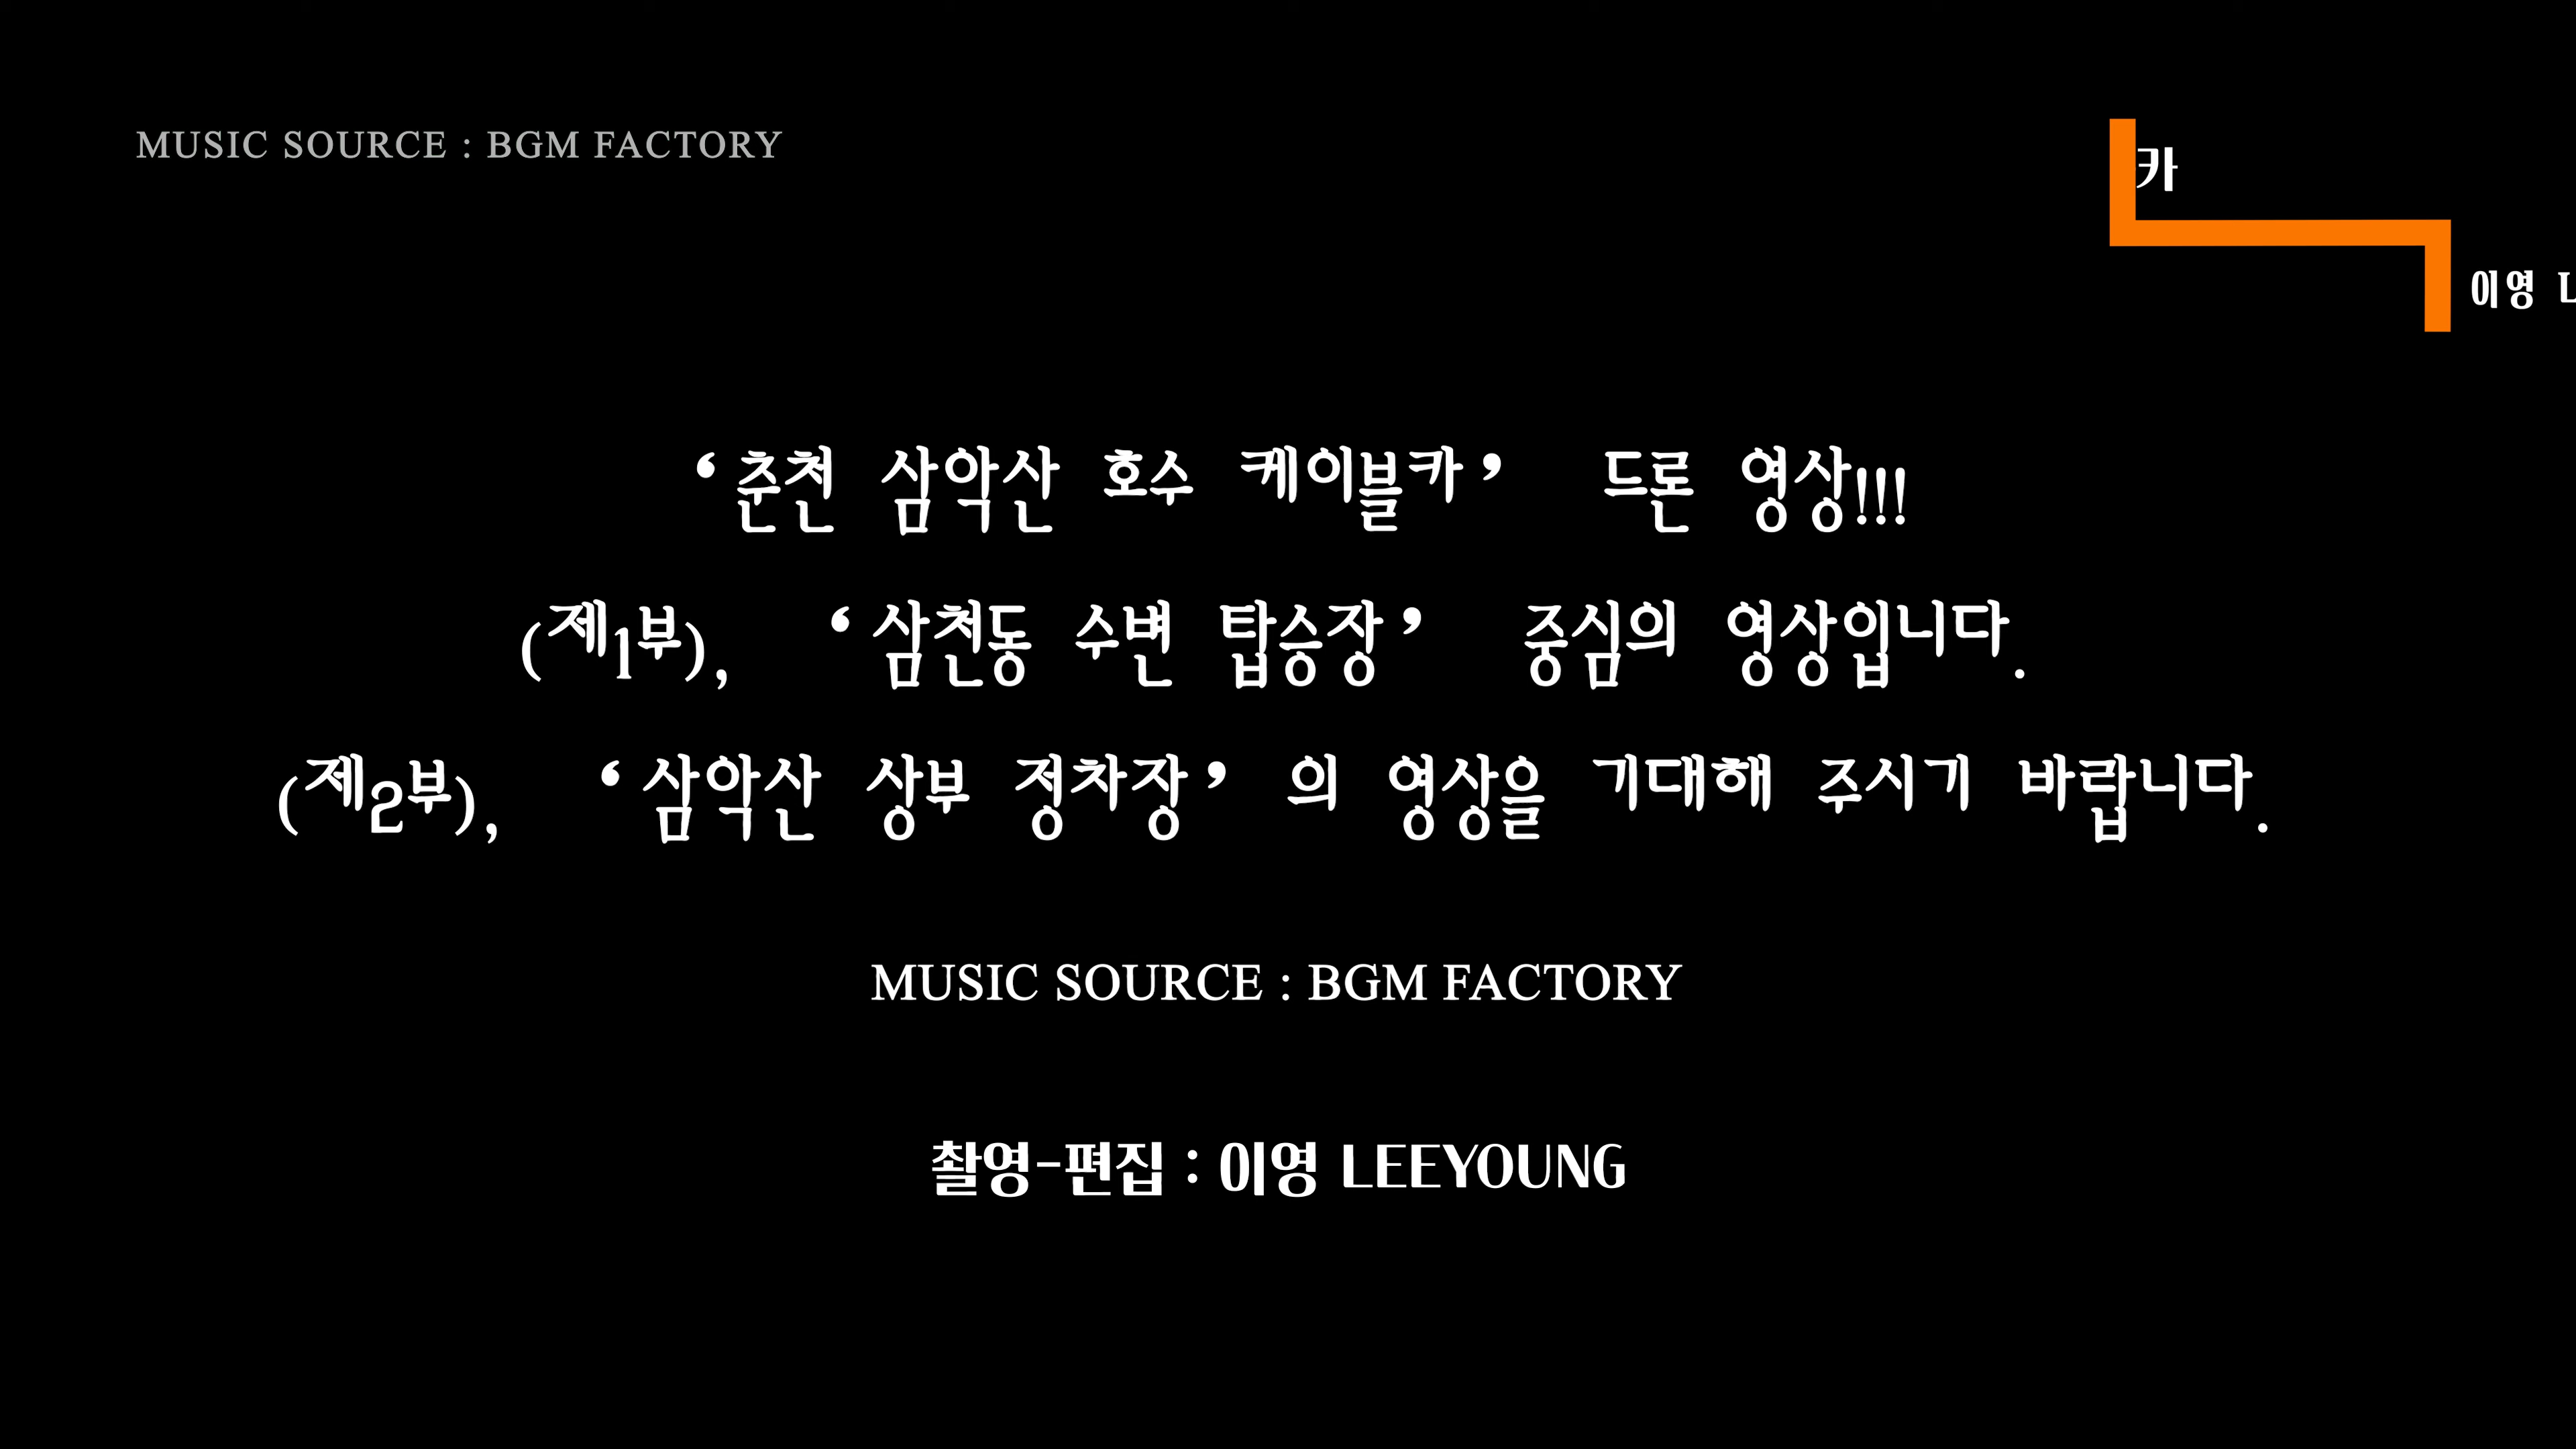 MUSIC SOURCE : BGM FACTORY
카
이영 L
‘춘천 삼악산 호수 케이블카’ 드론 영상!!!
(제1부), ‘삼천동 수변 탑승장’ 중심의 영상입니다.
(제2부), ‘삼악산 상부 정차장’의 영상을 기대해 주시기 바랍니다.
MUSIC SOURCE : BGM FACTORY
촬영-편집 : 이영 LEEYOUNG